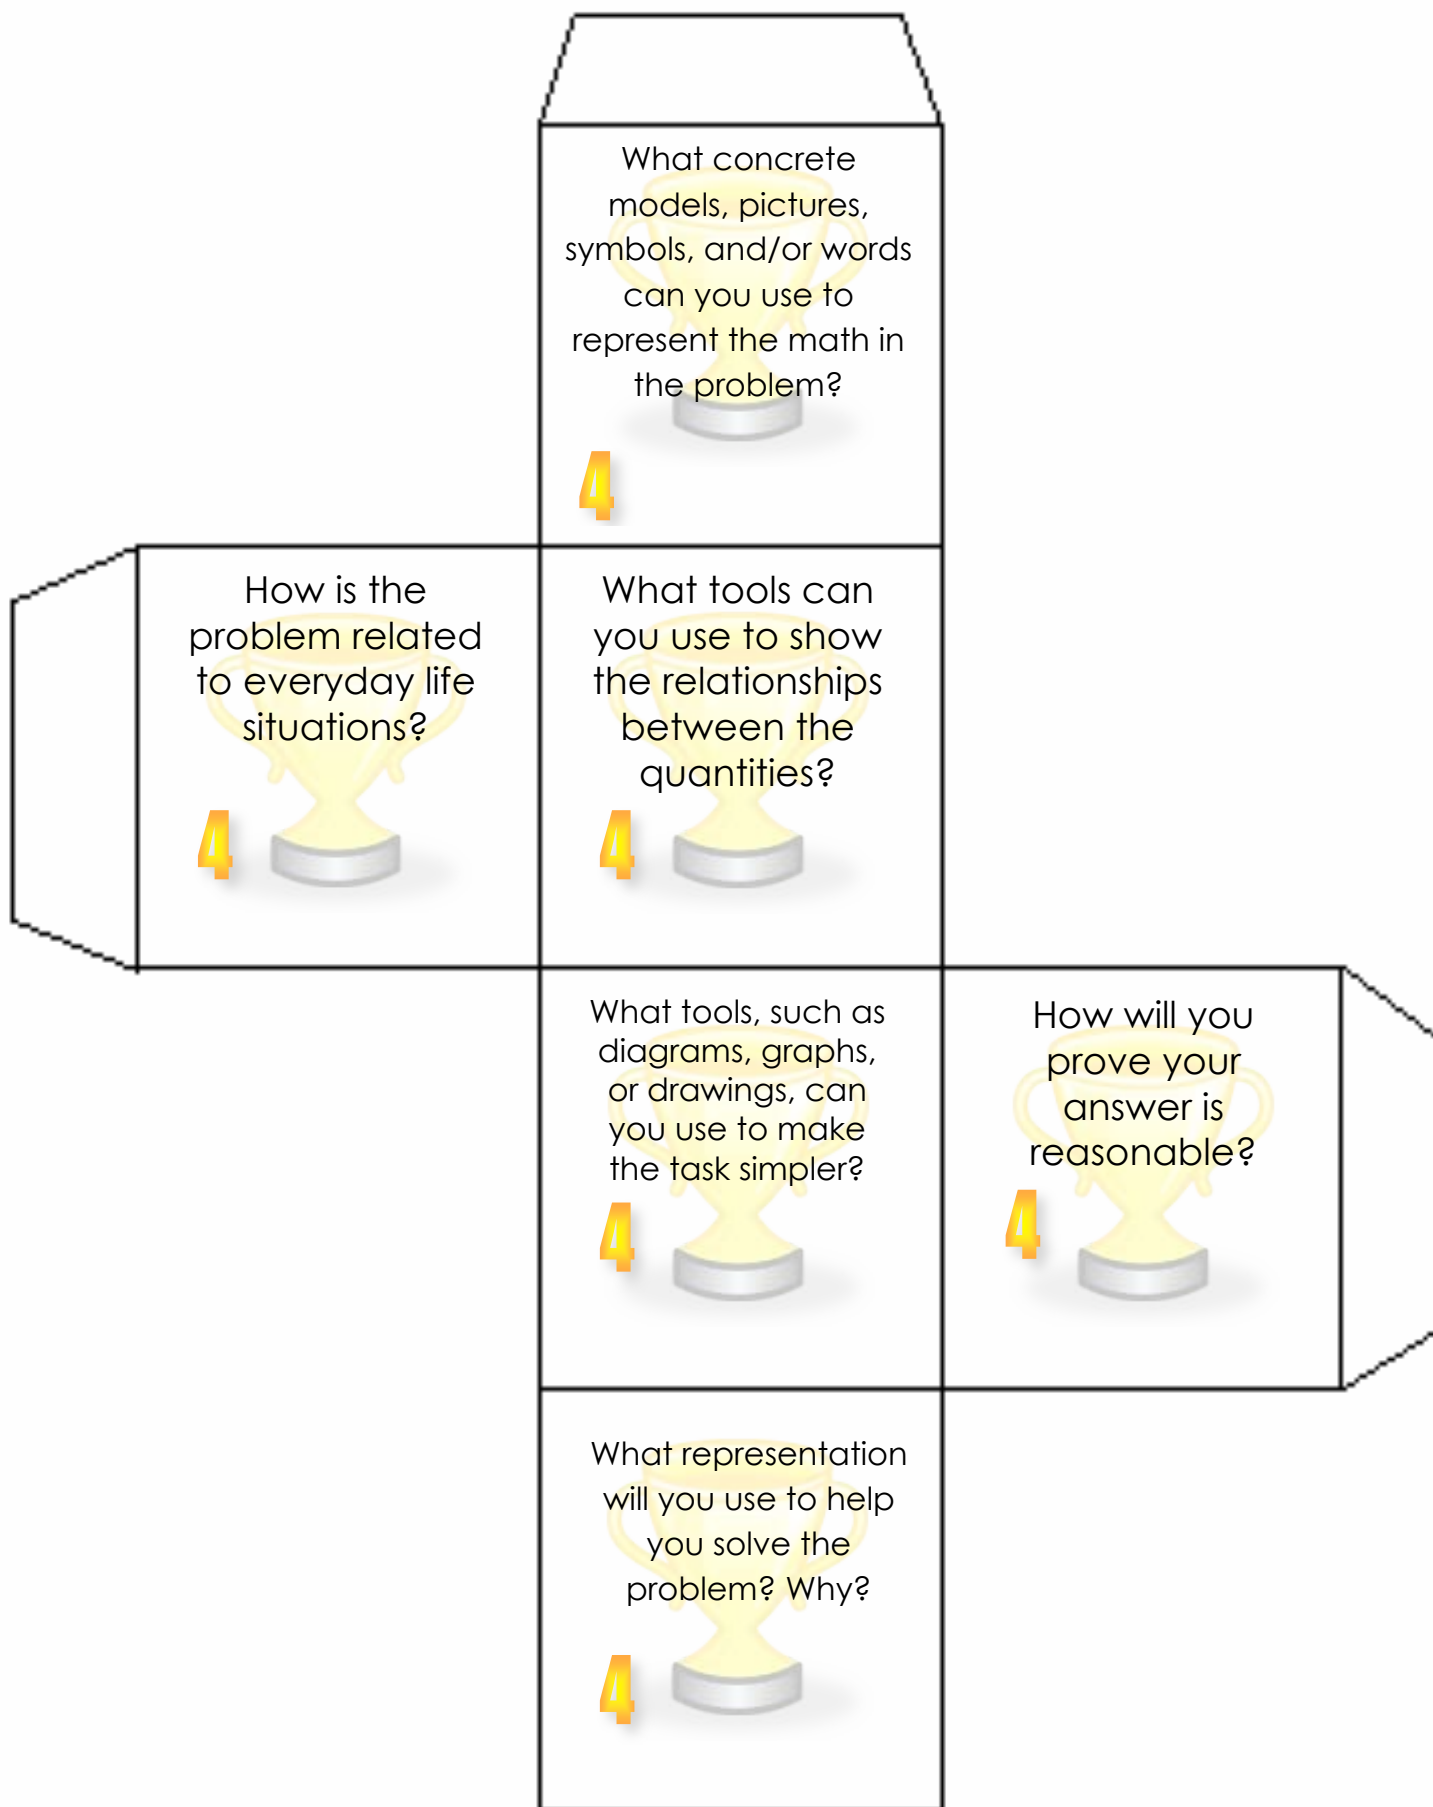 What concrete
models, pictures,
symbols, and/or words
can you use to
represent the math in
the problem?
4
How is the
problem related
to everyday life
situations?
4
What tools can
you use to show
the relationships
between the
quantities?
4
What tools, such as
diagrams, graphs,
or drawings, can
you use to make
the task simpler?
4
How will you
prove your
answer is
reasonable?
4
What representation
will you use to help
you solve the
problem? Why?
4